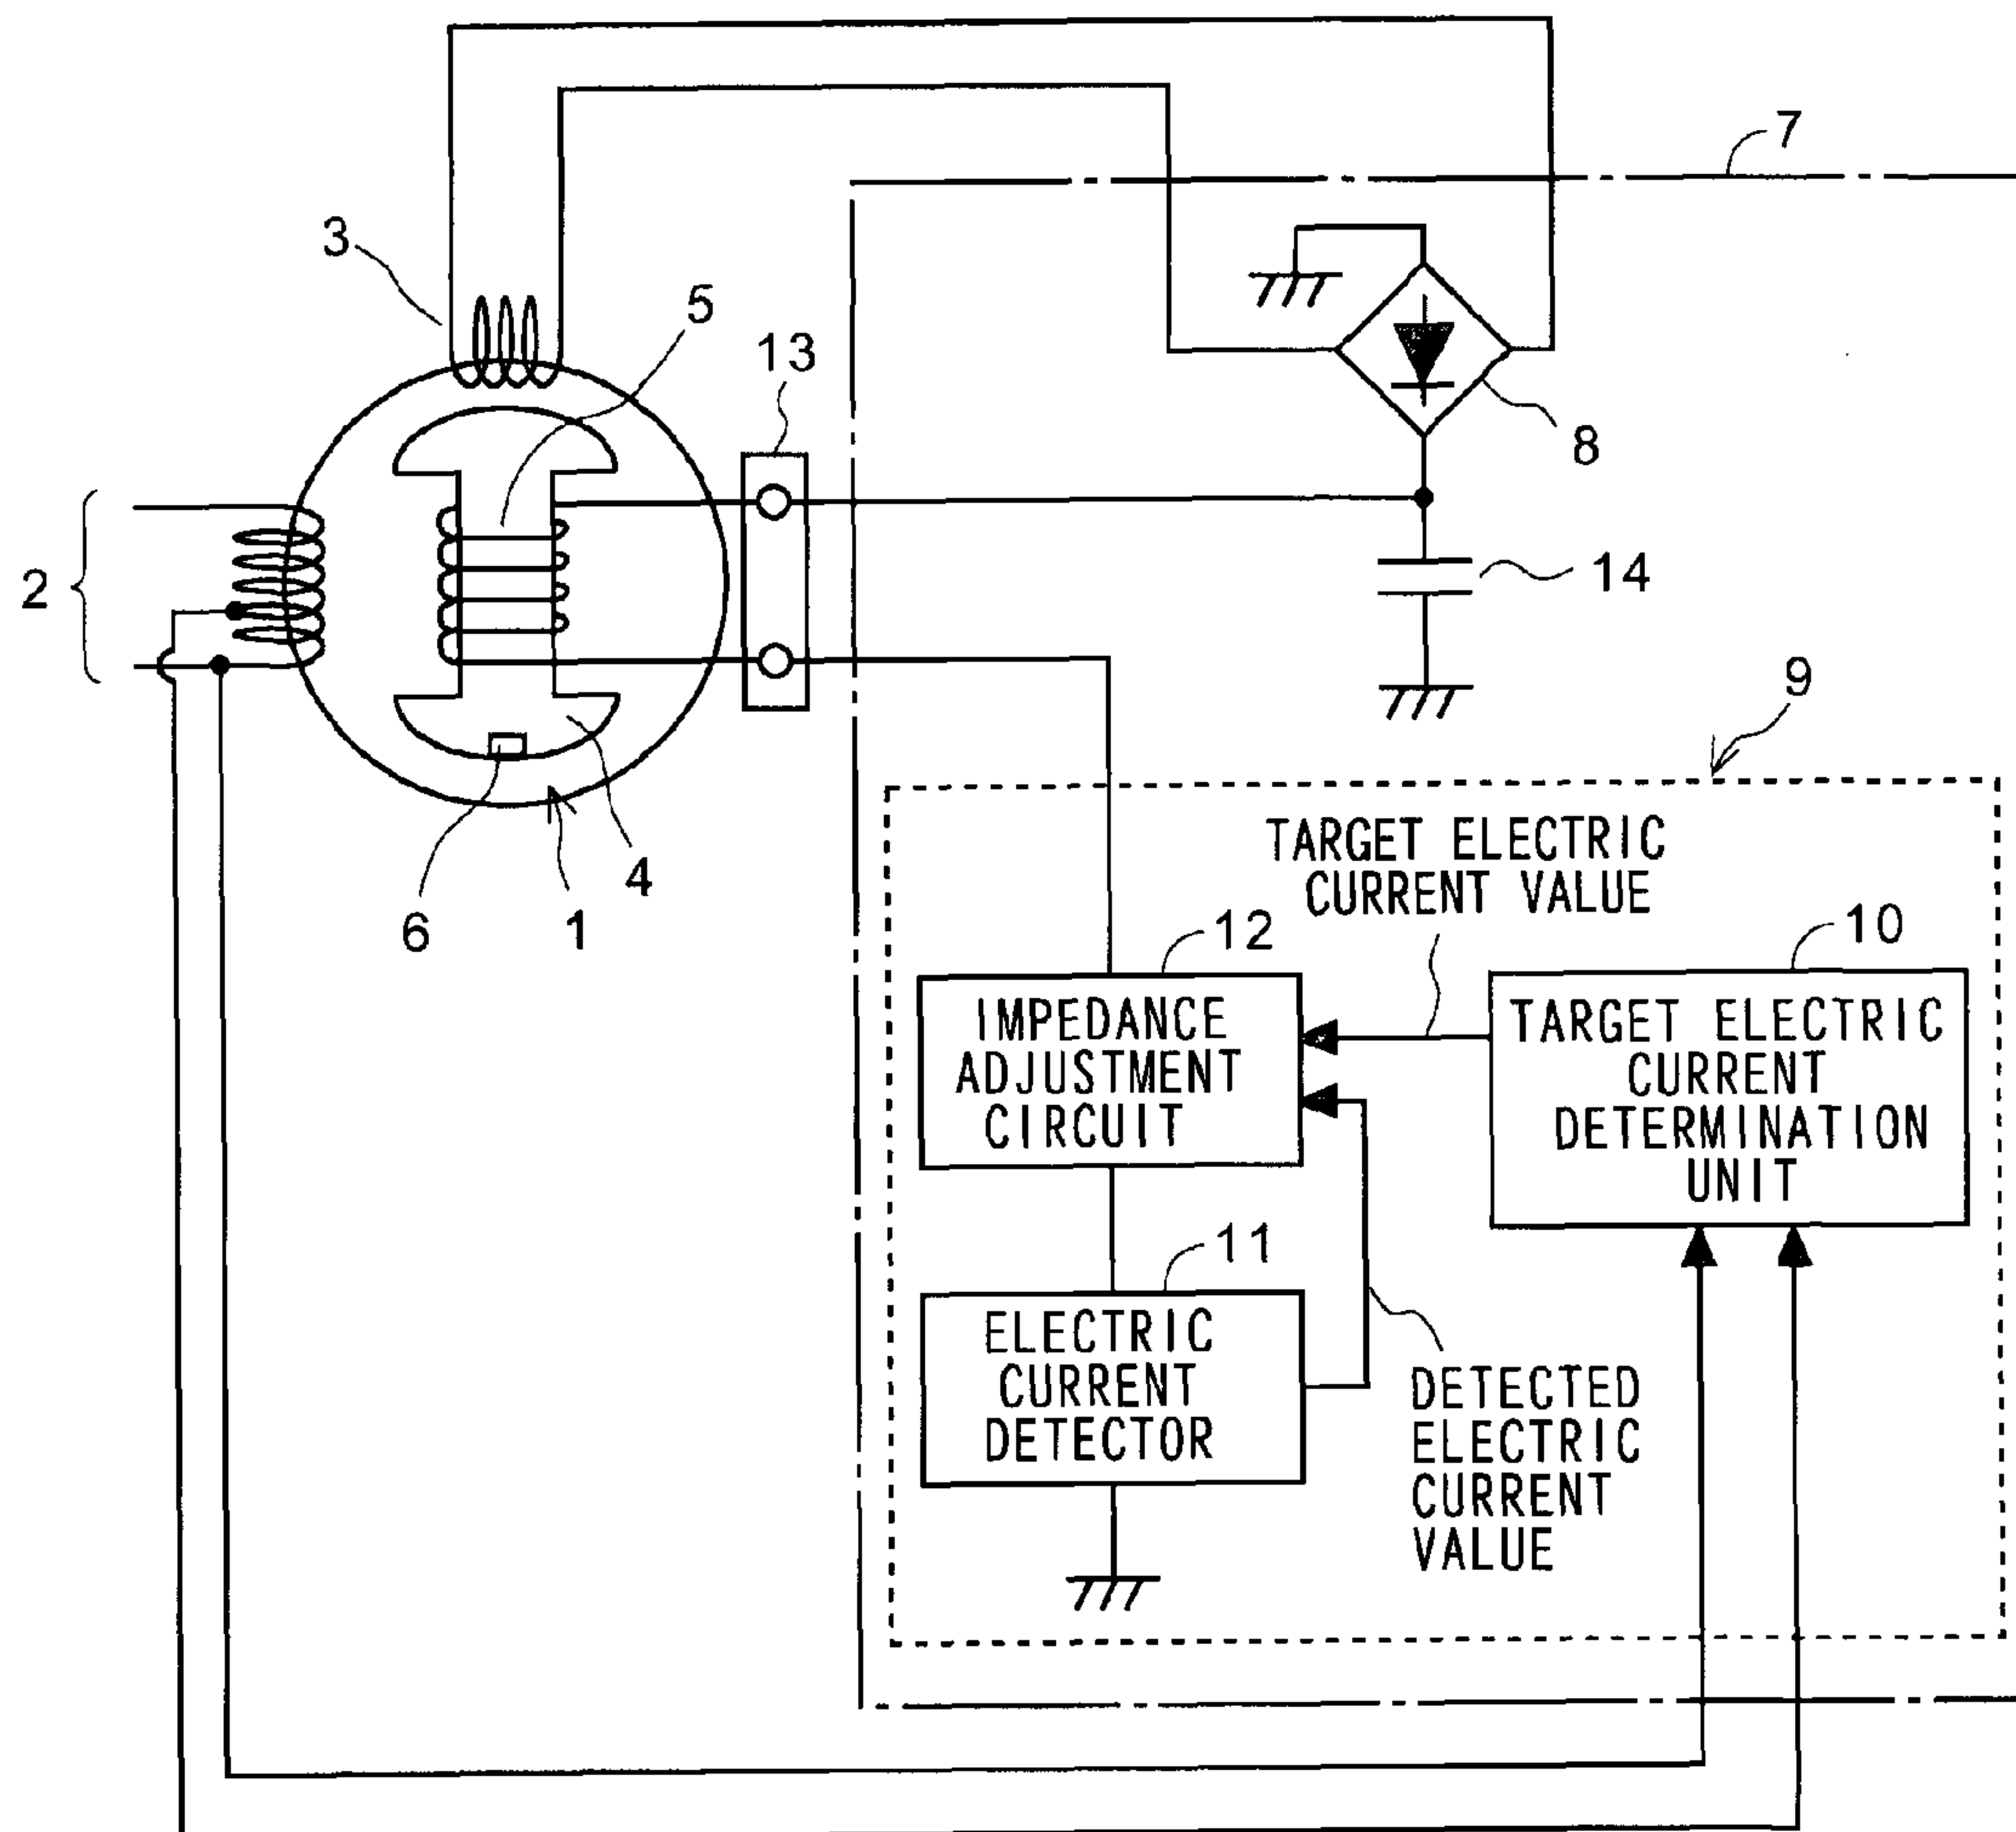 7
3
5
13
8
2
14
9
TARGET ELECTRIC
CURRENT VALUE
4
6
1
12
10
IMPEDANCE
ADJUSTMENT
CIRCUIT
TARGET ELECTRIC
CURRENT
DETERMINATION
UNIT
11
ELECTRIC
CURRENT
DETECTOR
DETECTED
ELECTRIC
CURRENT
VALUE